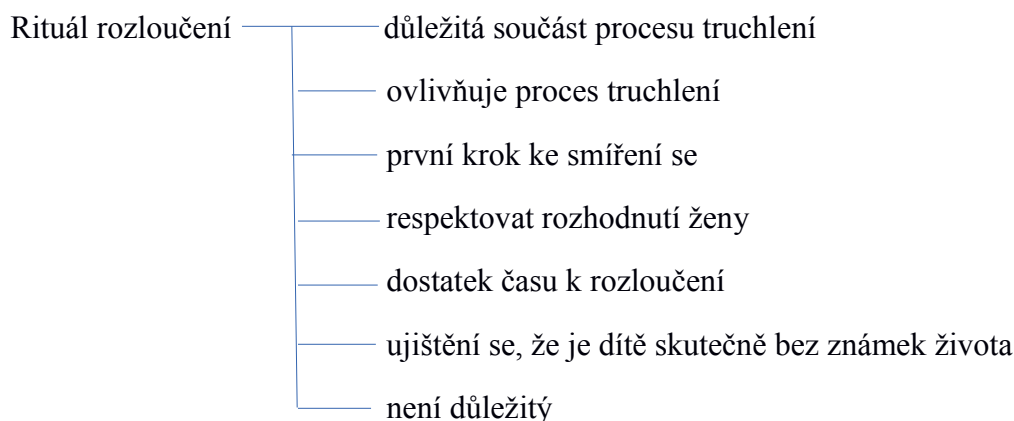 Rituál rozloučení důležitá součást procesu truchlení
ovlivňuje proces truchlení
první krok ke smíření se
respektovat rozhodnutí ženy
dostatek času k rozloučení
ujištění se, že je dítě skutečně bez známek života
není důležitý